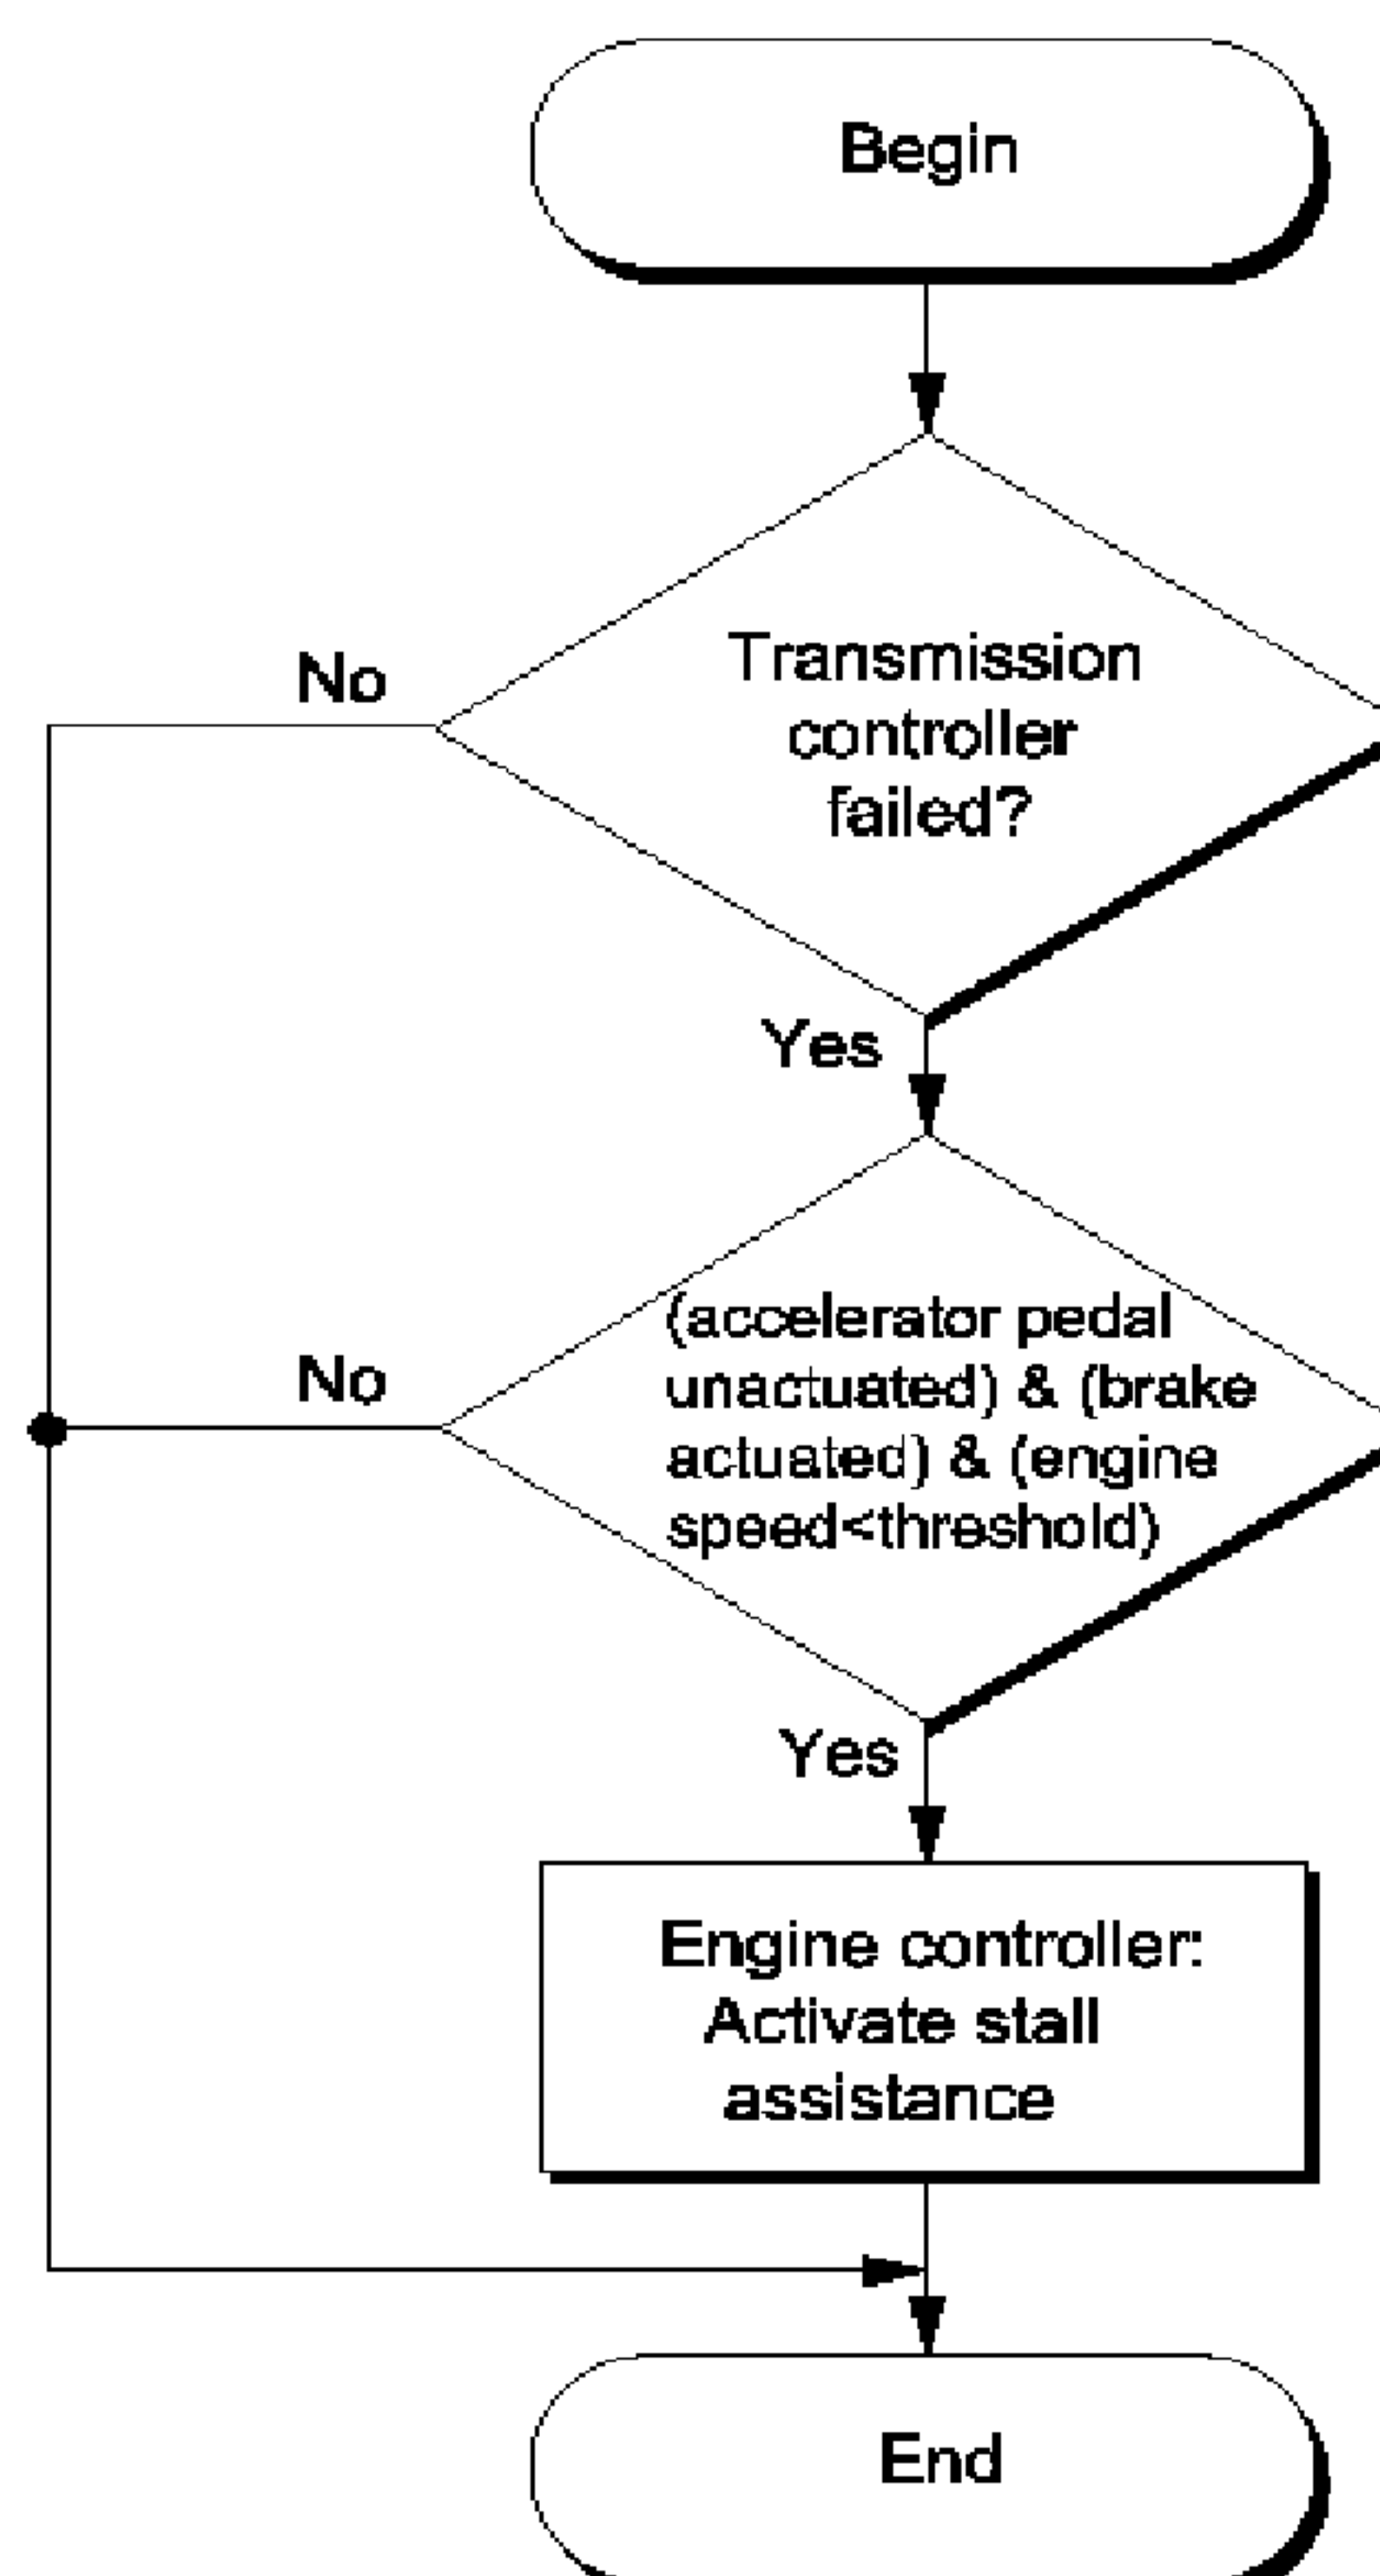 Begin
No
Transmission
controller
failed?
Yes
No
(accelerator pedal
unactuated) & (brake
actuated) & (engine
speed<threshold)
Yes
Engine controller:
Activate stall
assistance
End